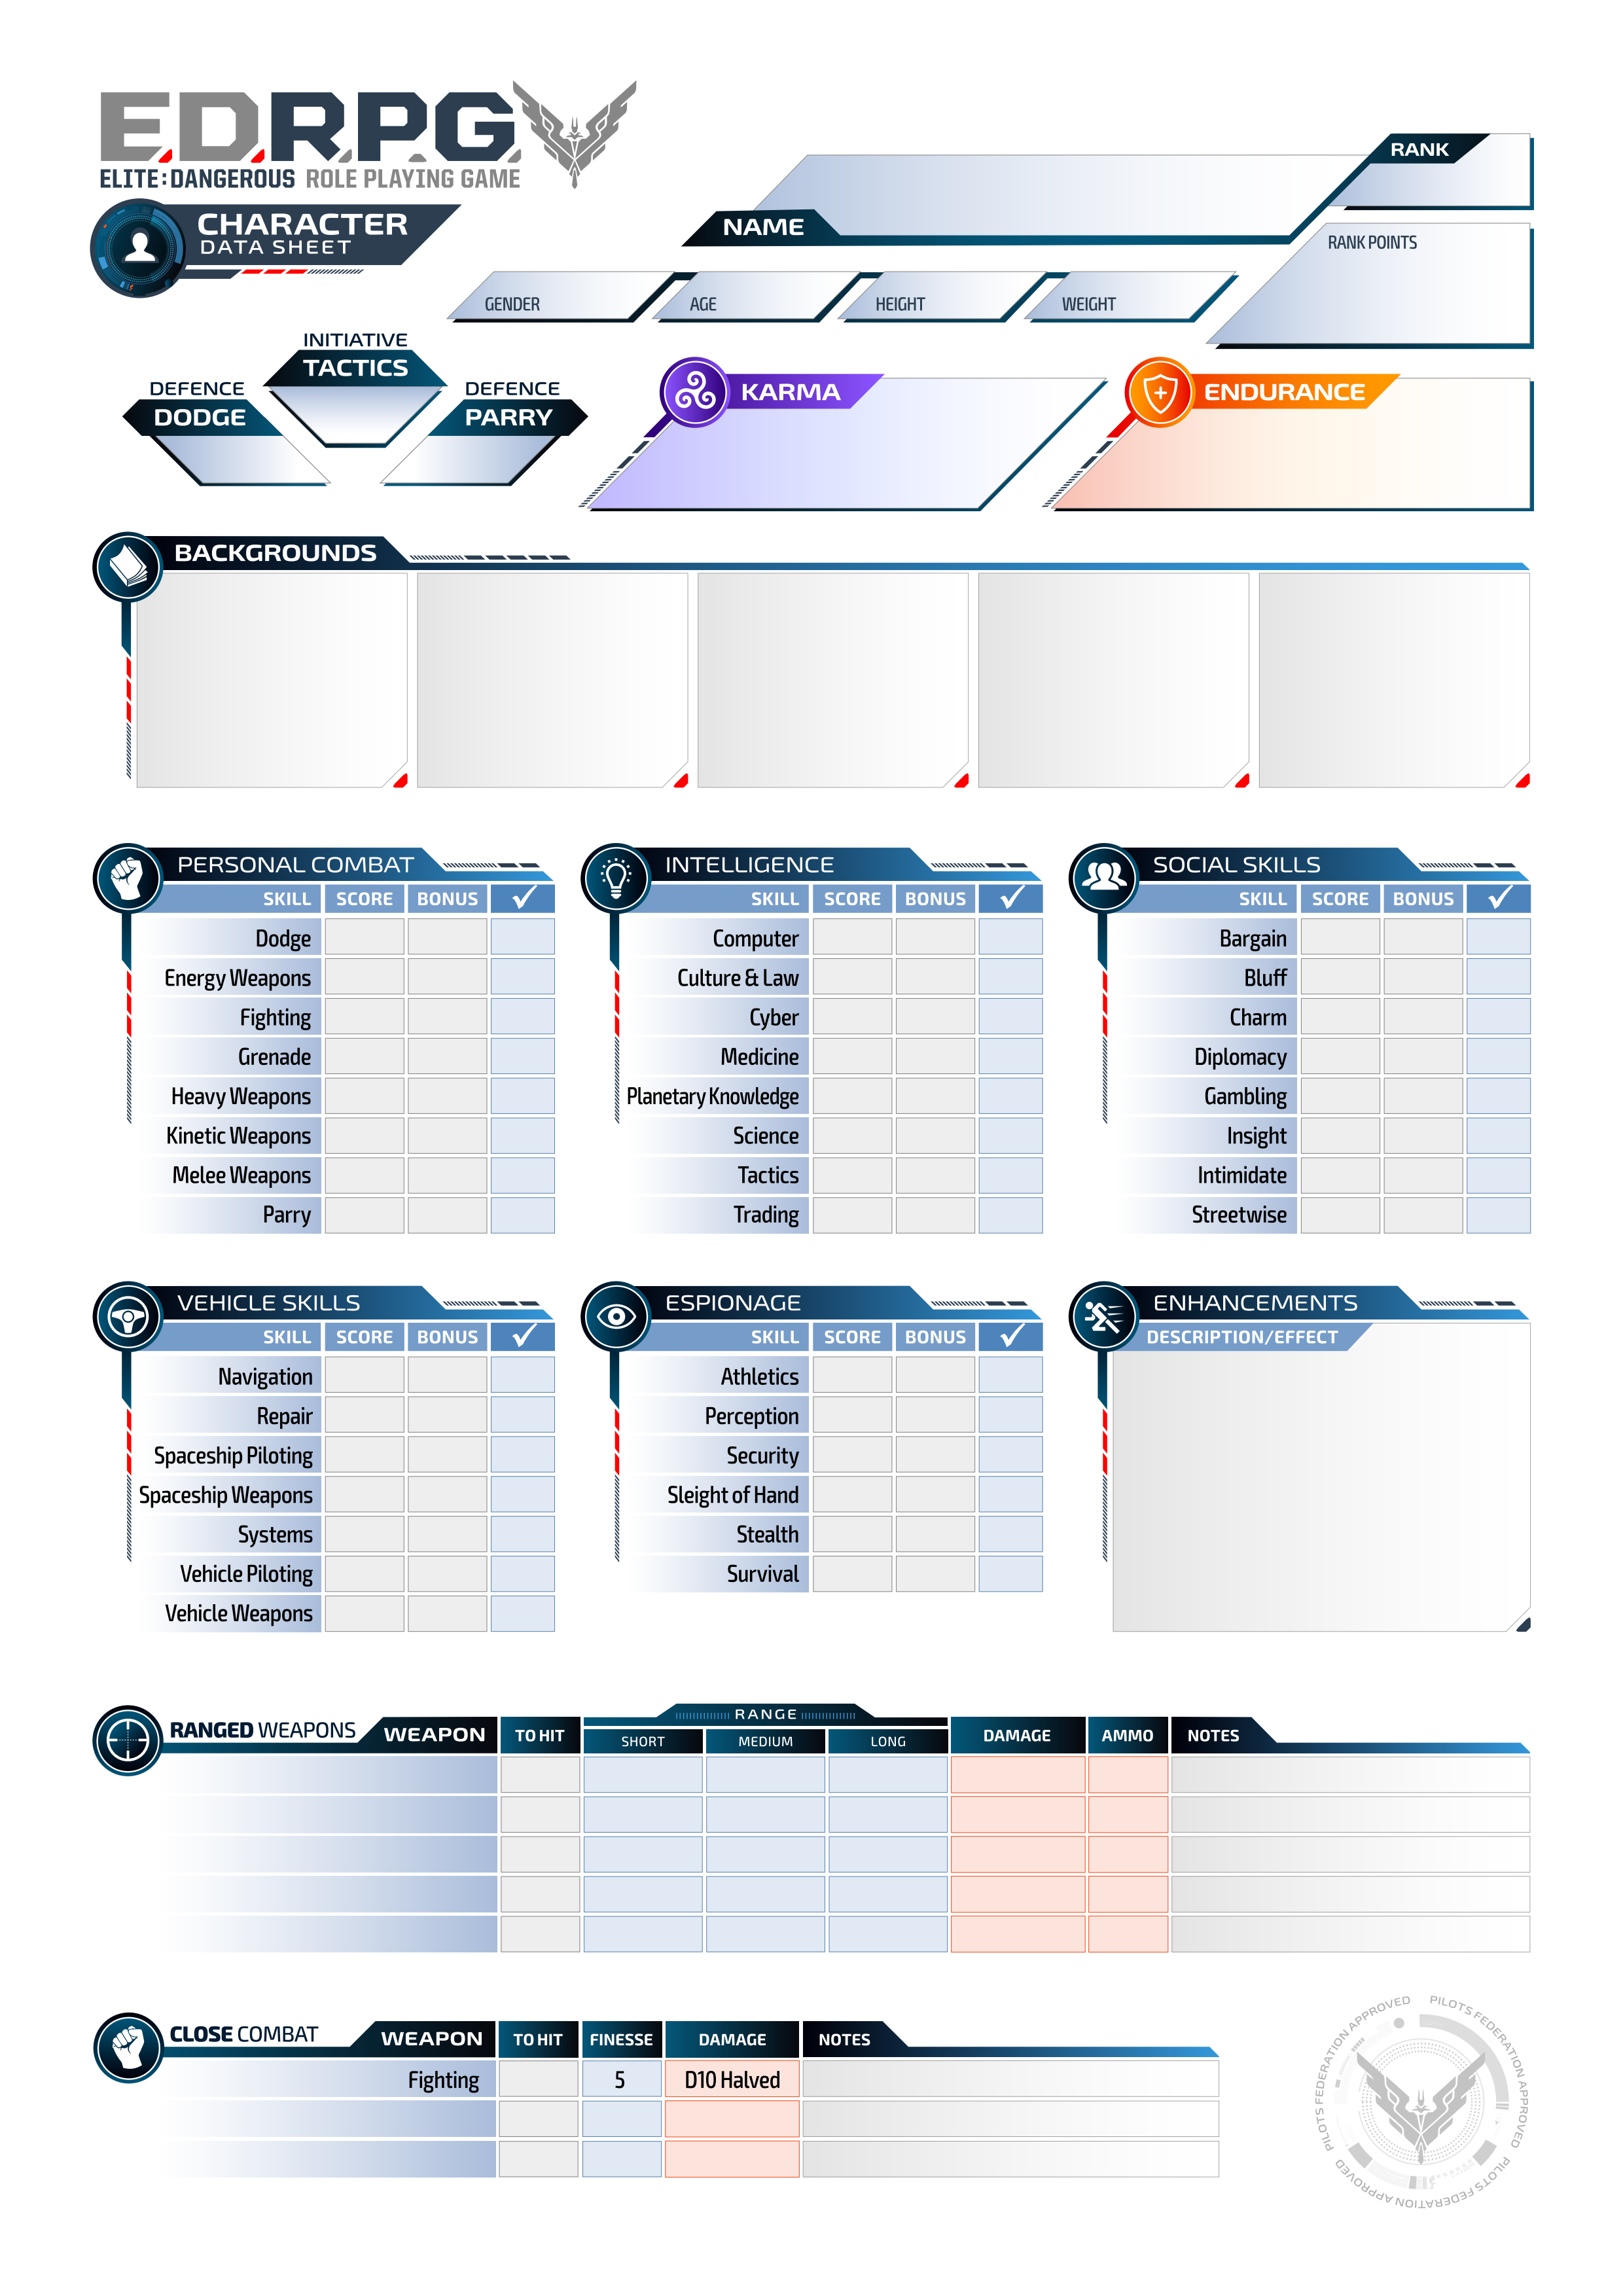 E.D.R.P.G.
ELITE:DANGEROUS ROLE PLAYING GAME
CHARACTER
DATA SHEET
NAME
RANK
RANK POINTS
GENDER
AGE
HEIGHT
WEIGHT
INITIATIVE
TACTICS
DEFENCE
DODGE
DEFENCE
PARRY
KARMA
ENDURANCE
BACKGROUNDS
PERSONAL COMBAT
SKILL SCORE BONUS
Dodge
Energy Weapons
Fighting
Grenade
Heavy Weapons
Kinetic Weapons
Melee Weapons
Parry
INTELLIGENCE
SKILL SCORE BONUS
Computer
Culture & Law
Cyber
Medicine
Planetary Knowledge
Science
Tactics
Trading
SOCIAL SKILLS
SKILL SCORE BONUS
Bargain
Bluff
Charm
Diplomacy
Gambling
Insight
Intimidate
Streetwise
VEHICLE SKILLS
SKILL SCORE BONUS
Navigation
Repair
Spaceship Piloting
Spaceship Weapons
Systems
Vehicle Piloting
Vehicle Weapons
ESPIONAGE
SKILL SCORE BONUS
Athletics
Perception
Security
Sleight of Hand
Stealth
Survival
ENHANCEMENTS
DESCRIPTION/EFFECT
RANGED WEAPONS WEAPON TO HIT RANGE DAMAGE AMMO NOTES
SHORT MEDIUM LONG
CLOSE COMBAT WEAPON TO HIT FINESSE DAMAGE NOTES
Fighting 5 D10 Halved
PILOTS FEDERATION APPROVED
PILOTS FEDERATION APPROVED
PILOTS FEDERATION APPROVED